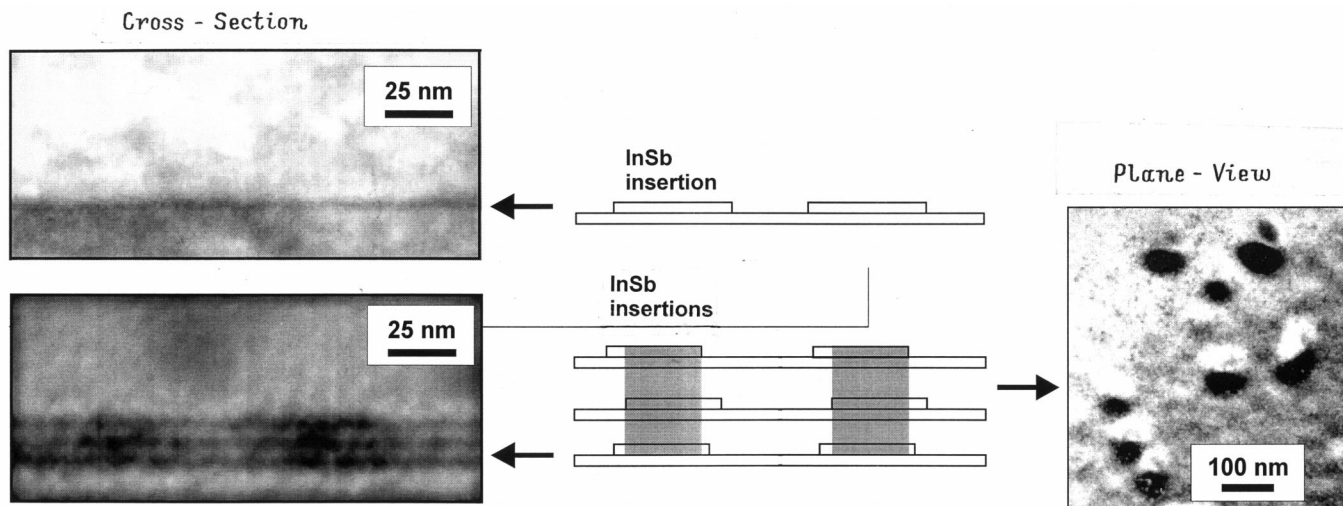 Cross - Section
25 nm
InSb
insertion
Plane - View
25 nm
InSb
insertions
100 nm